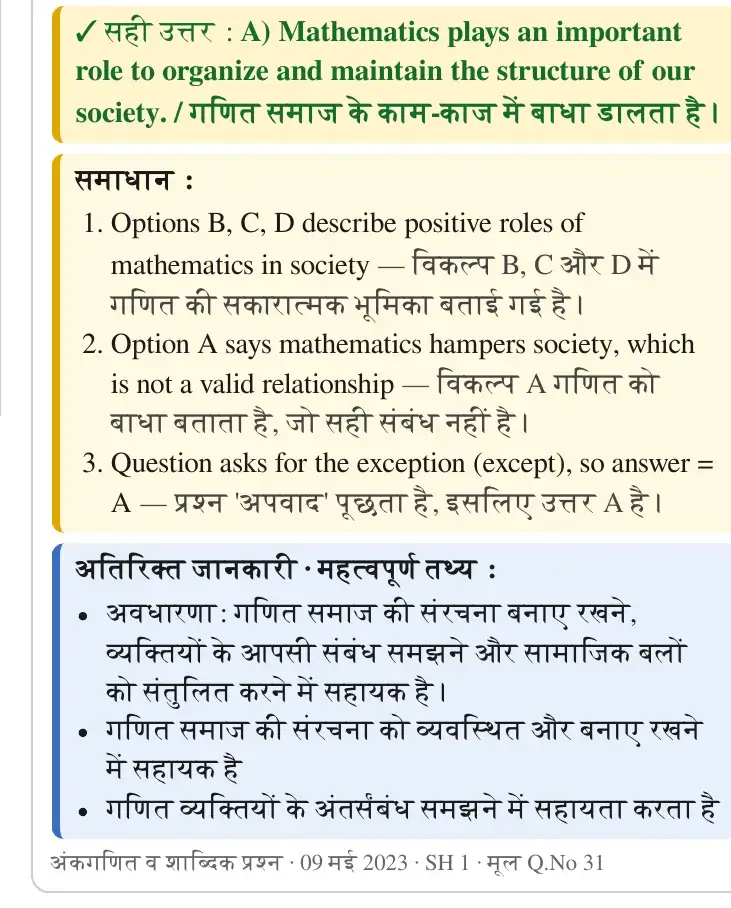 ✓ सही उत्तर : A) Mathematics plays an important
role to organize and maintain the structure of our
society. / गणित समाज के काम-काज में बाधा डालता है।
समाधान :
1. Options B, C, D describe positive roles of
mathematics in society — विकल्प B, C और D में
गणित की सकारात्मक भूमिका बताई गई है।
2. Option A says mathematics hampers society, which
is not a valid relationship — विकल्प A गणित को
बाधा बताता है, जो सही संबंध नहीं है।
3. Question asks for the exception (except), so answer =
A — प्रश्न 'अपवाद' पूछता है, इसलिए उत्तर A है।
अतिरिक्त जानकारी · महत्वपूर्ण तथ्य :
• अवधारणा : गणित समाज की संरचना बनाए रखने,
व्यक्तियों के आपसी संबंध समझने और सामाजिक बलों
को संतुलित करने में सहायक है।
• गणित समाज की संरचना को व्यवस्थित और बनाए रखने
में सहायक है
• गणित व्यक्तियों के अंतर्संबंध समझने में सहायता करता है
अंकगणित व शाब्दिक प्रश्न · 09 मई 2023 · SH 1 · मूल Q.No 31